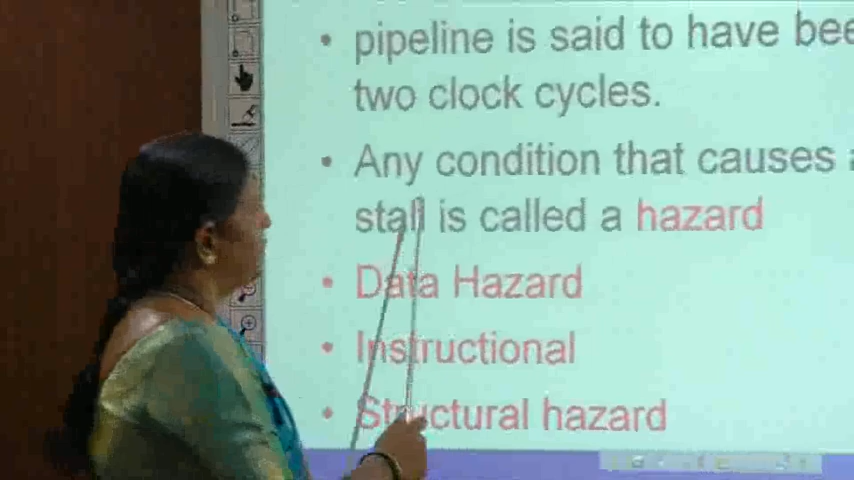 pipeline is said to have bee
two clock cycles.
Any condition that causes a
stall is called a hazard
Data Hazard
Instructional
Structural hazard